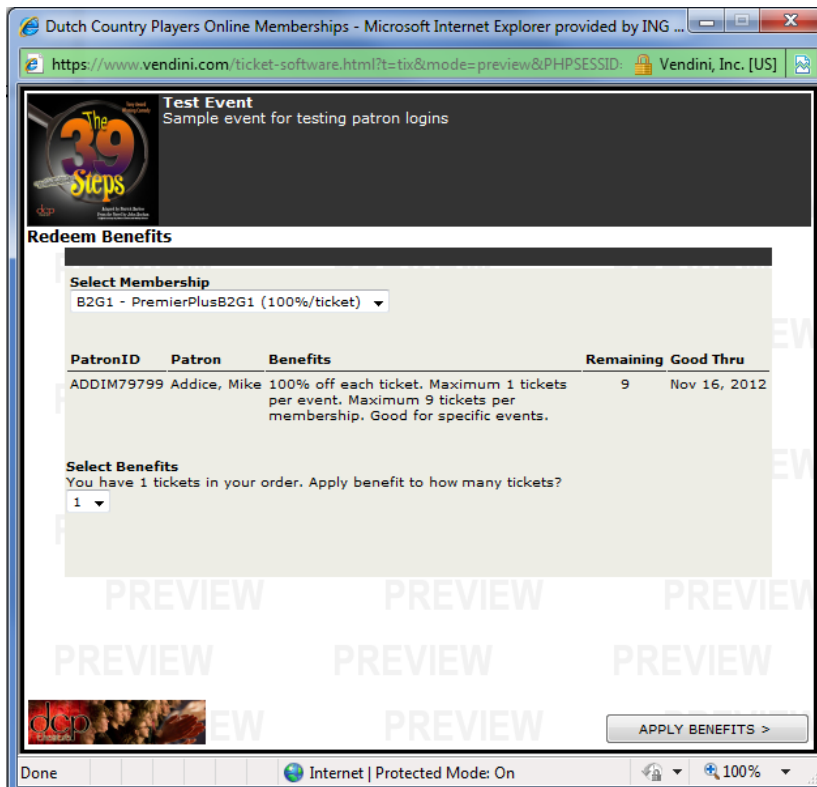 Dutch Country Players Online Memberships - Microsoft Internet Explorer provided by ING ...
https://www.vendini.com/ticket-software.html?t=tix&mode=preview&PHPSESSID: Vendini, Inc. [US]
The
39
Steps
dcp
Test Event
Sample event for testing patron logins
Redeem Benefits
Select Membership
B2G1 - PremierPlusB2G1 (100%/ticket)
PatronID Patron Benefits Remaining Good Thru
ADDIM79799 Addice, Mike 100% off each ticket. Maximum 1 tickets 9 Nov 16, 2012
per event. Maximum 9 tickets per
membership. Good for specific events.
Select Benefits
You have 1 tickets in your order. Apply benefit to how many tickets?
1
PREVIEW PREVIEW PREVIEW
PREVIEW PREVIEW PREVIEW
dcp
PREVIEW
APPLY BENEFITS >
Done Internet | Protected Mode: On 100%